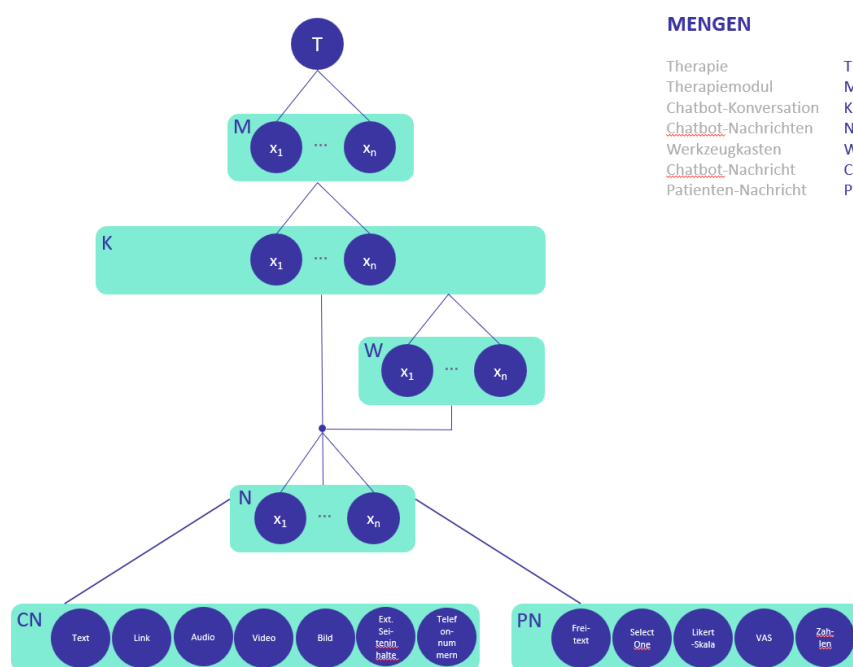 MENGEN
T
Therapie T
Therapiemodul M
Chatbot-Konversation K
Chatbot-Nachrichten N
Werkzeugkasten W
Chatbot-Nachricht C
Patienten-Nachricht P
M
x1 ... xn
K
x1 ... xn
W
x1 ... xn
N
x1 ... xn
CN
Text
Link
Audio
Video
Bild
Ext.
Sei-
tenin
halte
Telef
on-
num
mern
PN
Frei-
text
Select
One
Likert
-Skala
VAS
Zah-
len